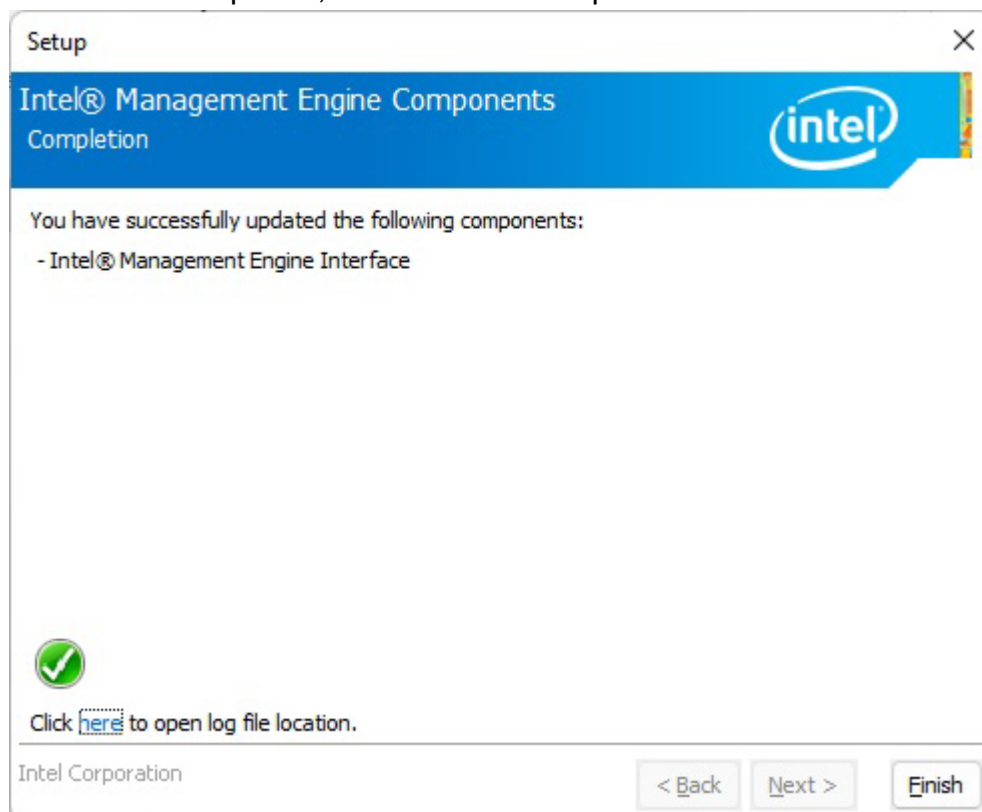 Setup
Intel® Management Engine Components
Completion
intel
You have successfully updated the following components:
- Intel® Management Engine Interface
Click here to open log file location.
Intel Corporation
< Back
Next >
Finish